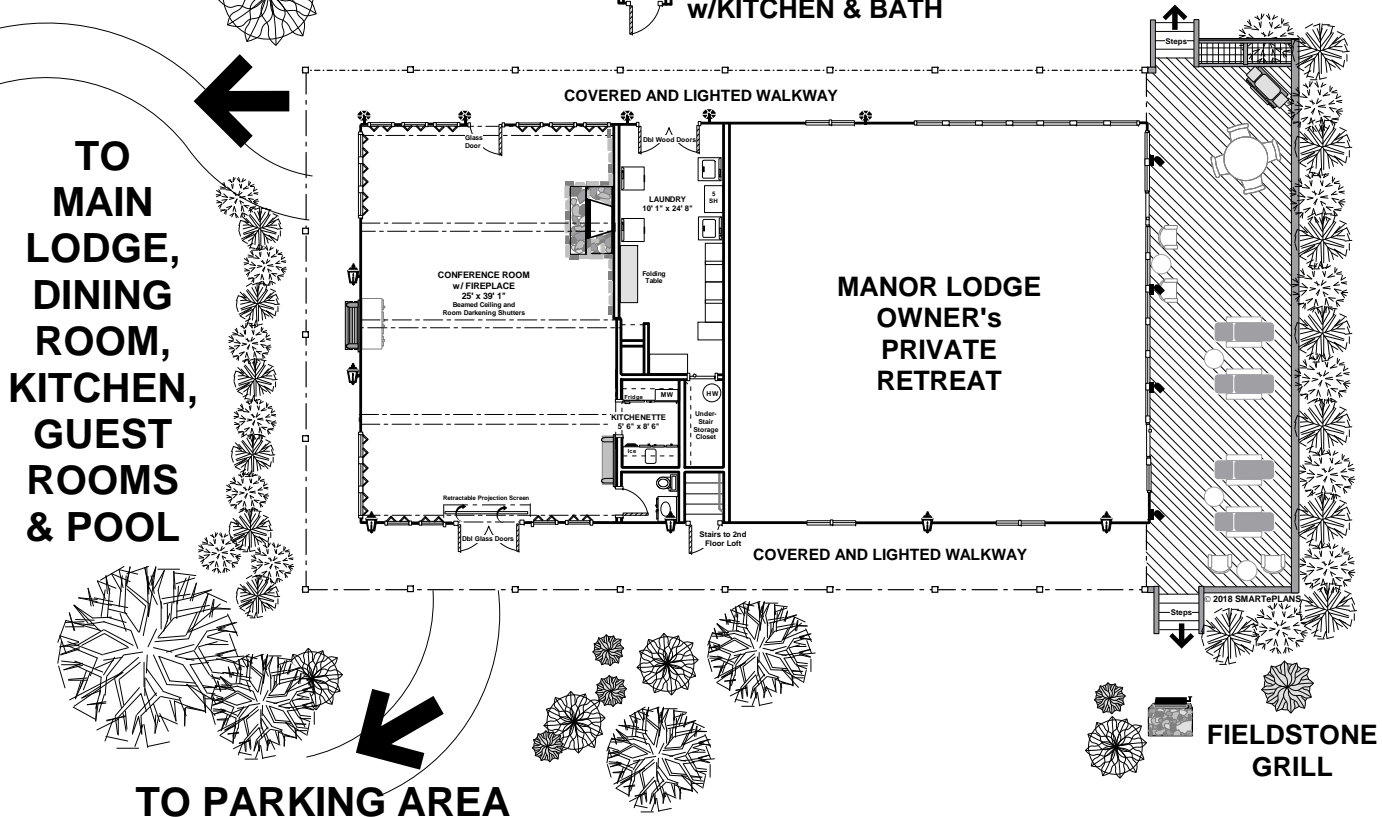 w/KITCHEN & BATH
Steps
COVERED AND LIGHTED WALKWAY
TO
MAIN
LODGE,
DINING
ROOM,
KITCHEN,
GUEST
ROOMS
& POOL
Glass
Door
Dbl Wood Doors
LAUNDRY
10' 1" x 24' 8"
5
SH
Folding
Table
CONFERENCE ROOM
w/ FIREPLACE
25' x 39' 1"
Beamed Ceiling and
Room Darkening Shutters
MANOR LODGE
OWNER's
PRIVATE
RETREAT
Fridge
MW
HW
KITCHENETTE
5' 6" x 8' 6"
Ice
Under-
Stair
Storage
Closet
Retractable Projection Screen
Dbl Glass Doors
Stairs to 2nd
Floor Loft
COVERED AND LIGHTED WALKWAY
© 2018 SMARTePLANS
Steps
FIELDSTONE
GRILL
TO PARKING AREA